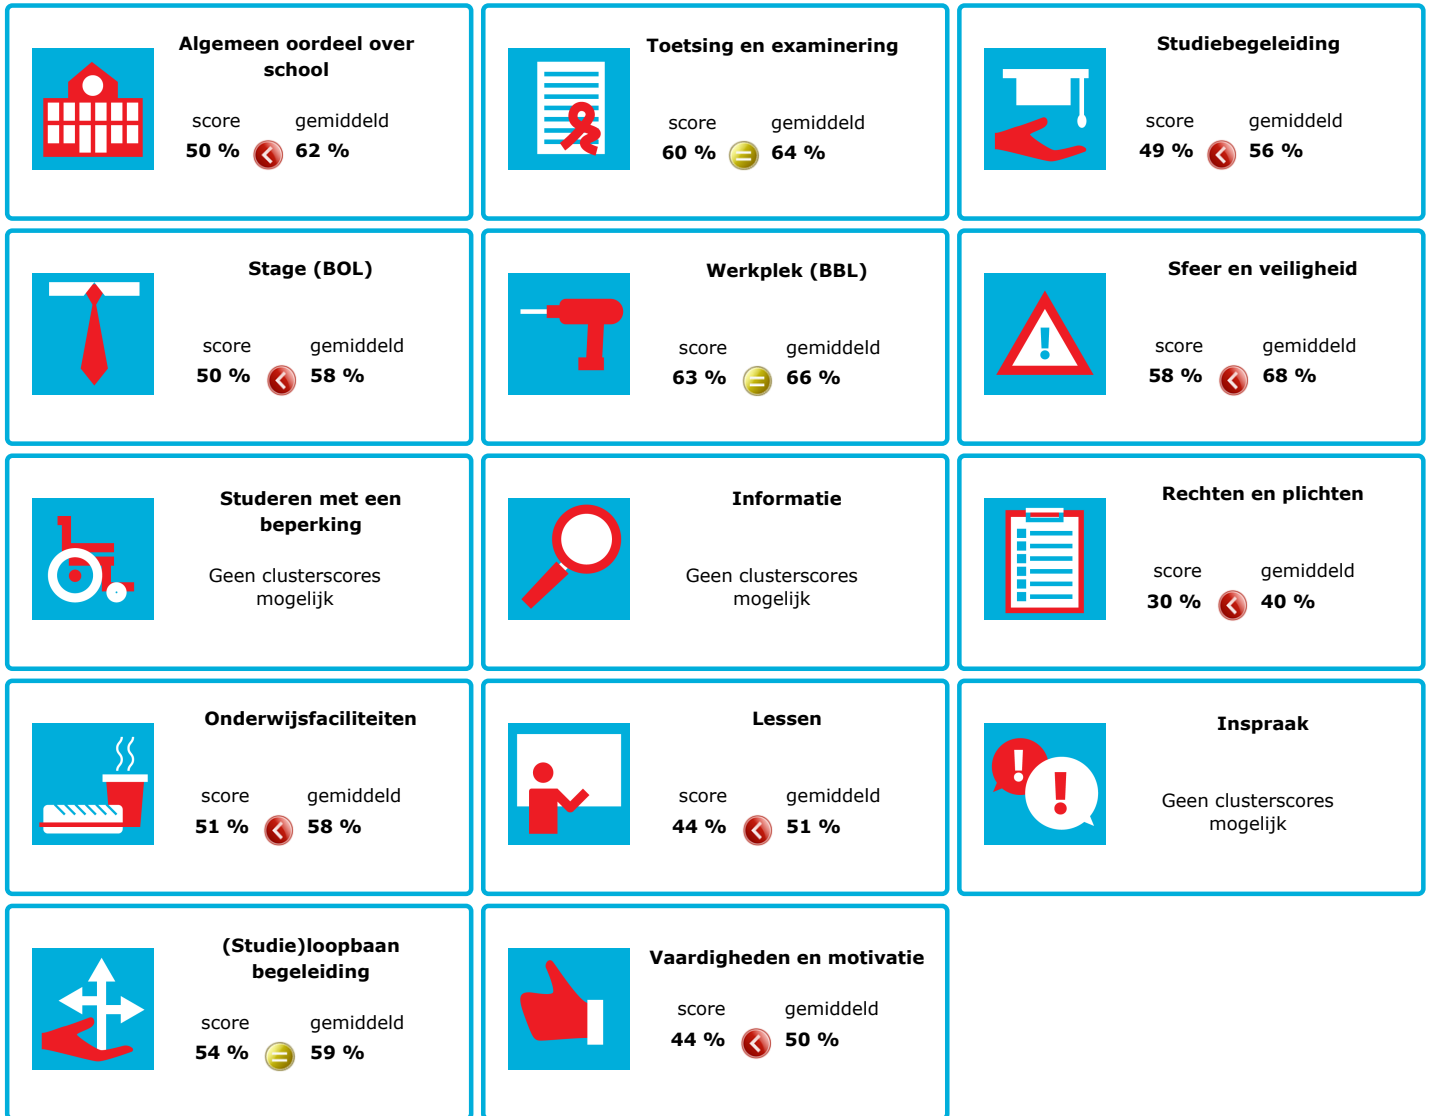 Algemeen oordeel over
school
score gemiddeld
50 % 62 %
Toetsing en examinering
score gemiddeld
60 % = 64 %
Studiebegeleiding
score gemiddeld
49 % 56 %
Stage (BOL)
score gemiddeld
50 % 58 %
Werkplek (BBL)
score gemiddeld
63 % = 66 %
Sfeer en veiligheid
!
score gemiddeld
58 % 68 %
Studeren met een
beperking
Geen clusterscores
mogelijk
Informatie
Geen clusterscores
mogelijk
Rechten en plichten
score gemiddeld
30 % 40 %
Onderwijsfaciliteiten
score gemiddeld
51 % 58 %
Lessen
score gemiddeld
44 % 51 %
Inspraak
! !
Geen clusterscores
mogelijk
(Studie)loopbaan
begeleiding
score gemiddeld
54 % = 59 %
Vaardigheden en motivatie
score gemiddeld
44 % 50 %